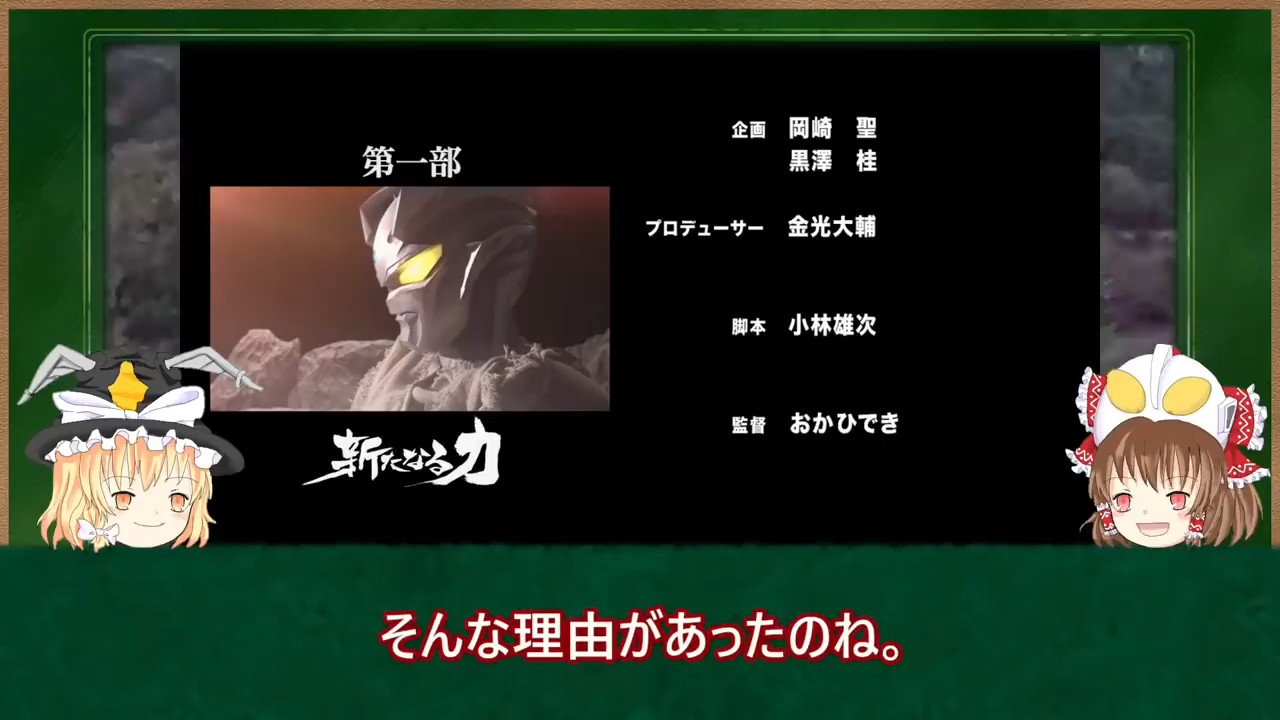 第一部
新たなる力
企画 岡崎 聖
黒澤 桂
プロデューサー 金光大輔
脚本 小林雄次
監督 おかひでき
そんな理由があったのね。